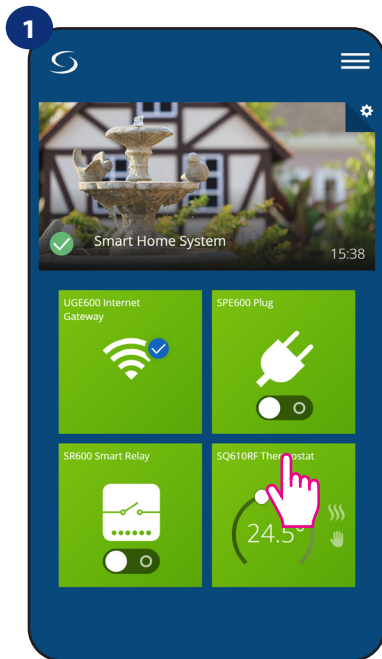 1
Smart Home System
15:38
UGE600 Internet
Gateway
SPE600 Plug
SR600 Smart Relay
SQ610RF Thermostat
24.5°